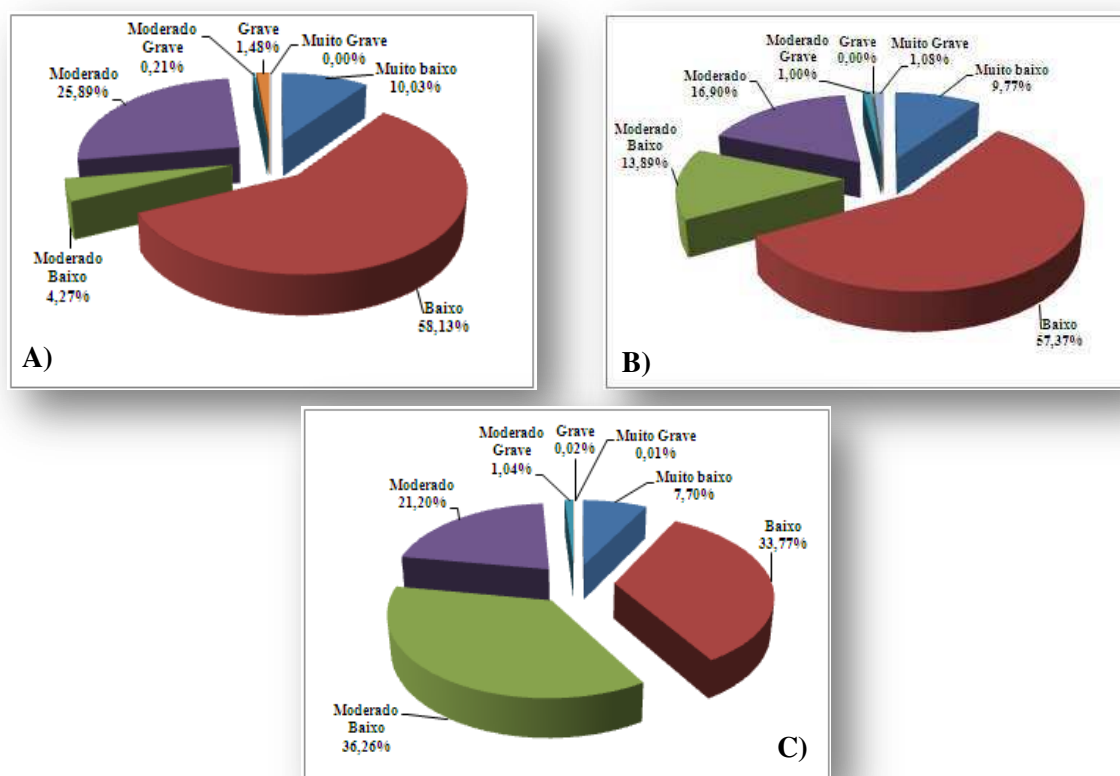 Moderado
Grave
0,21%
Grave
1,48%
Muito Grave
0,00%
Muito baixo
10,03%
Moderado
25,89%
Moderado
Baixo
4,27%
Baixo
58,13%
A)
Moderado
Grave
1,00%
Grave
0,00%
Muito Grave
1,08%
Muito baixo
9,77%
Moderado
16,90%
Moderado
Baixo
13,89%
Baixo
57,37%
B)
Moderado
Grave
1,04%
Grave
0,02%
Muito Grave
0,01%
Muito baixo
7,70%
Moderado
21,20%
Baixo
33,77%
Moderado
Baixo
36,26%
C)